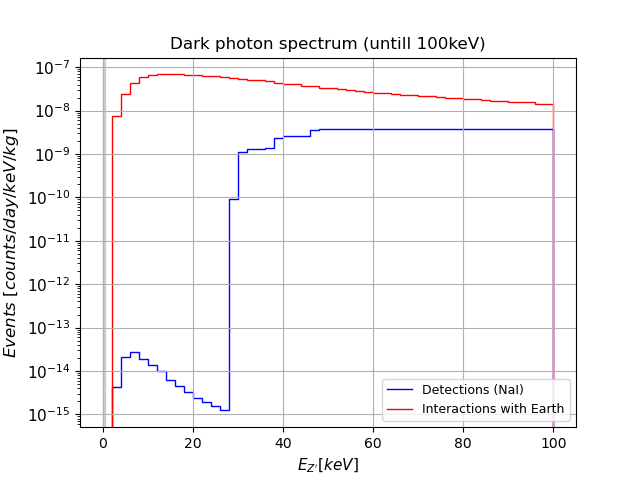 Dark photon spectrum (untill 100keV)
Events [counts/day/keV/kg]
10⁻⁷
10⁻⁸
10⁻⁹
10⁻¹⁰
10⁻¹¹
10⁻¹²
10⁻¹³
10⁻¹⁴
10⁻¹⁵
Detections (NaI)
Interactions with Earth
0 20 40 60 80 100
E_Z'[keV]